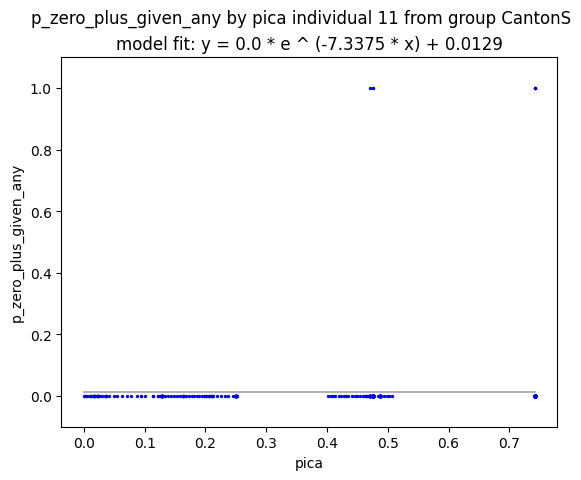 p_zero_plus_given_any by pica individual 11 from group CantonS
model fit: y = 0.0 * e ^ (-7.3375 * x) + 0.0129
1.0
0.8
0.6
0.4
0.2
0.0
p_zero_plus_given_any
0.0 0.1 0.2 0.3 0.4 0.5 0.6 0.7
pica